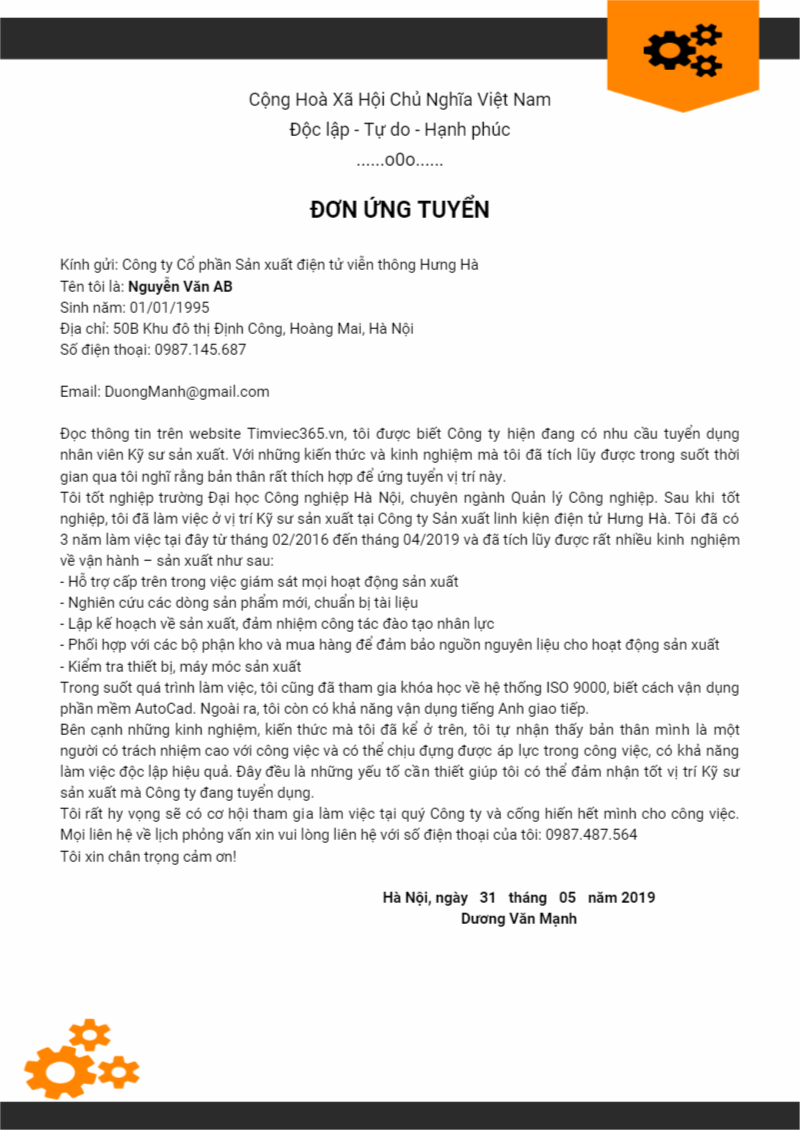 Cộng Hoà Xã Hội Chủ Nghĩa Việt Nam
Độc lập - Tự do - Hạnh phúc
......o0o......
ĐƠN ỨNG TUYỂN
Kính gửi: Công ty Cổ phần Sản xuất điện tử viễn thông Hưng Hà
Tên tôi là: Nguyễn Văn AB
Sinh năm: 01/01/1995
Địa chỉ: 50B Khu đô thị Định Công, Hoàng Mai, Hà Nội
Số điện thoại: 0987.145.687
Email: DuongManh@gmail.com
Đọc thông tin trên website Timviec365.vn, tôi được biết Công ty hiện đang có nhu cầu tuyển dụng
nhân viên Kỹ sư sản xuất. Với những kiến thức và kinh nghiệm mà tôi đã tích lũy được trong suốt thời
gian qua tôi nghĩ rằng bản thân rất thích hợp để ứng tuyển vị trí này.
Tôi tốt nghiệp trường Đại học Công nghiệp Hà Nội, chuyên ngành Quản lý Công nghiệp. Sau khi tốt
nghiệp, tôi đã làm việc ở vị trí Kỹ sư sản xuất tại Công ty Sản xuất linh kiện điện tử Hưng Hà. Tôi đã có
3 năm làm việc tại đây từ tháng 02/2016 đến tháng 04/2019 và đã tích lũy được rất nhiều kinh nghiệm
về vận hành – sản xuất như sau:
- Hỗ trợ cấp trên trong việc giám sát mọi hoạt động sản xuất
- Nghiên cứu các dòng sản phẩm mới, chuẩn bị tài liệu
- Lập kế hoạch về sản xuất, đảm nhiệm công tác đào tạo nhân lực
- Phối hợp với các bộ phận kho và mua hàng để đảm bảo nguồn nguyên liệu cho hoạt động sản xuất
- Kiểm tra thiết bị, máy móc sản xuất
Trong suốt quá trình làm việc, tôi cũng đã tham gia khóa học về hệ thống ISO 9000, biết cách vận dụng
phần mềm AutoCad. Ngoài ra, tôi còn có khả năng vận dụng tiếng Anh giao tiếp.
Bên cạnh những kinh nghiệm, kiến thức mà tôi đã kể ở trên, tôi tự nhận thấy bản thân mình là một
người có trách nhiệm cao với công việc và có thể chịu đựng được áp lực trong công việc, có khả năng
làm việc độc lập hiệu quả. Đây đều là những yếu tố cần thiết giúp tôi có thể đảm nhận tốt vị trí Kỹ sư
sản xuất mà Công ty đang tuyển dụng.
Tôi rất hy vọng sẽ có cơ hội tham gia làm việc tại quý Công ty và cống hiến hết mình cho công việc.
Mọi liên hệ về lịch phỏng vấn xin vui lòng liên hệ với số điện thoại của tôi: 0987.487.564
Tôi xin chân trọng cảm ơn!
Hà Nội, ngày 31 tháng 05 năm 2019
Dương Văn Mạnh